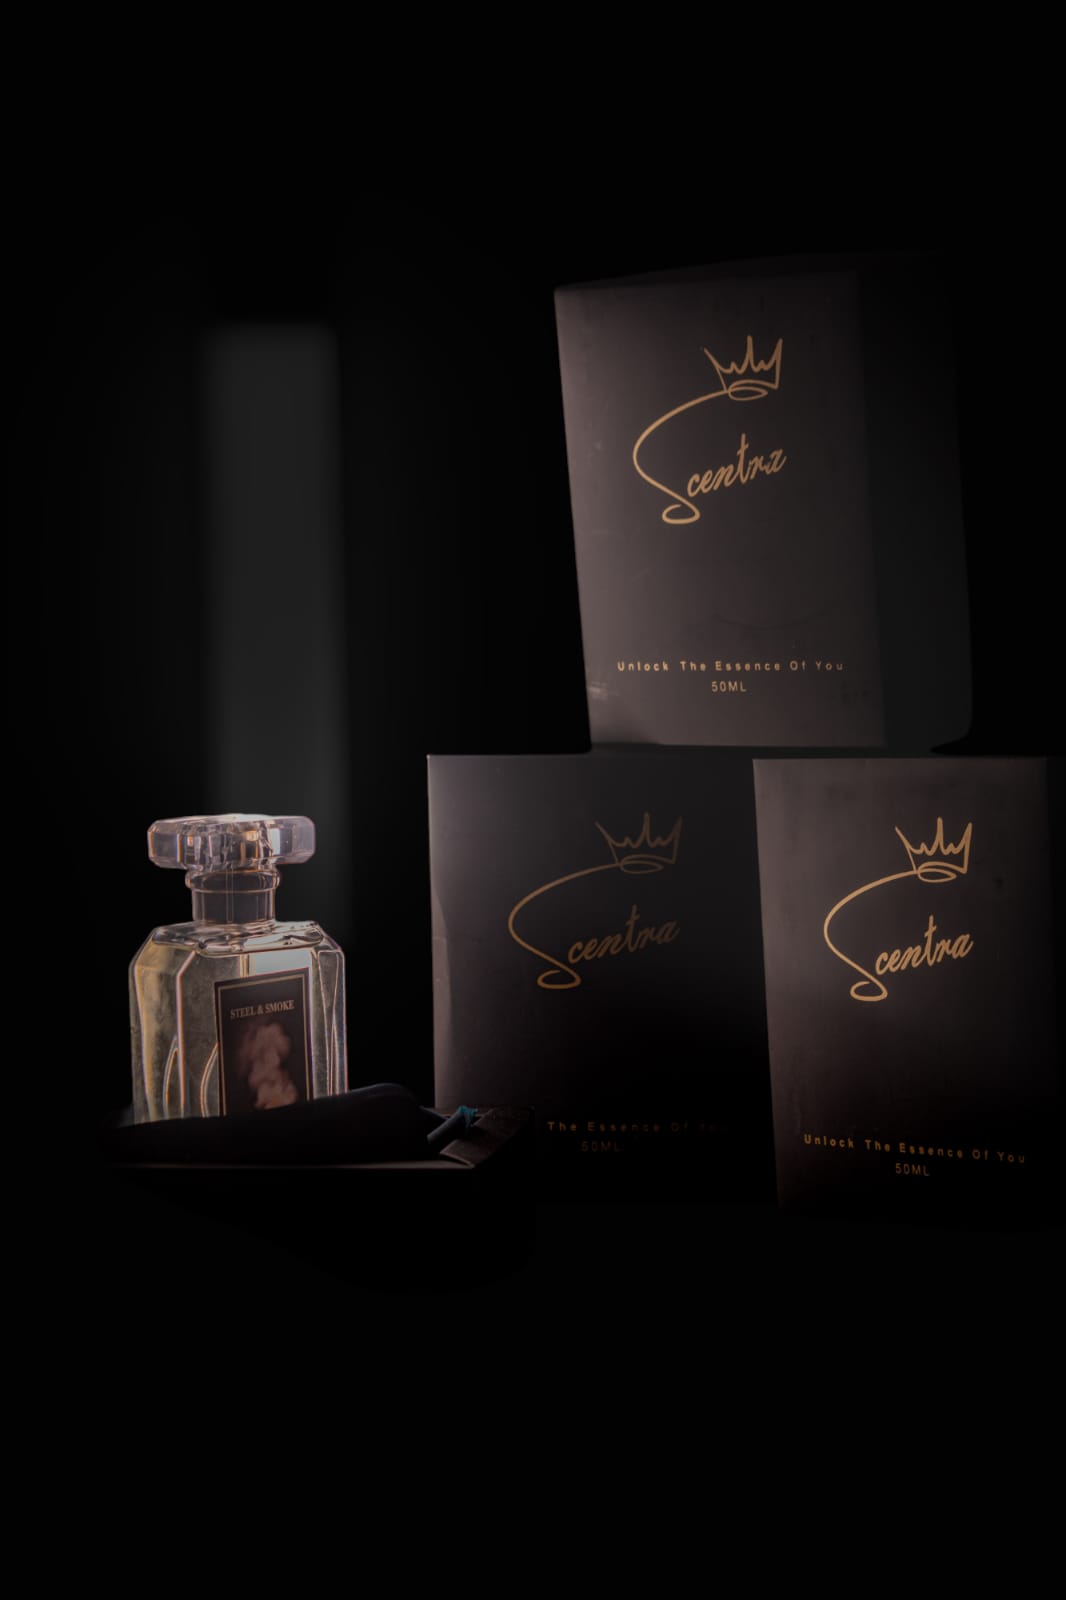 Scentra
Unlock The Essence Of You
50ML
Scentra
The Essence Of You
50ML
Scentra
Unlock The Essence Of You
50ML
STEEL & SMOKE